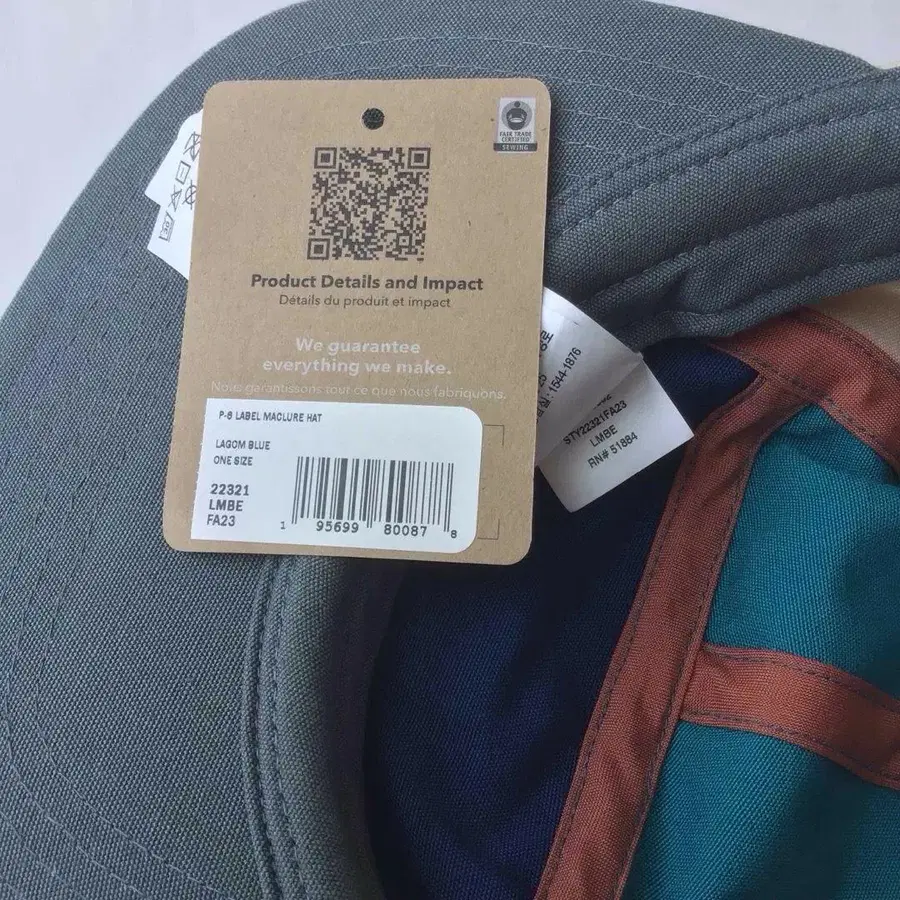 FAIR TRADE
CERTIFIED
SEWING
Product Details and Impact
Détails du produit et impact
We guarantee
everything we make.
Nous garantissons tout ce que nous fabriquons.
P-6 LABEL MACLURE HAT
LAGOM BLUE
ONE SIZE
22321
LMBE
FA23
1 95699 80087 8
: 1544-1876
STY22321FA23
LMBE
RN# 51884